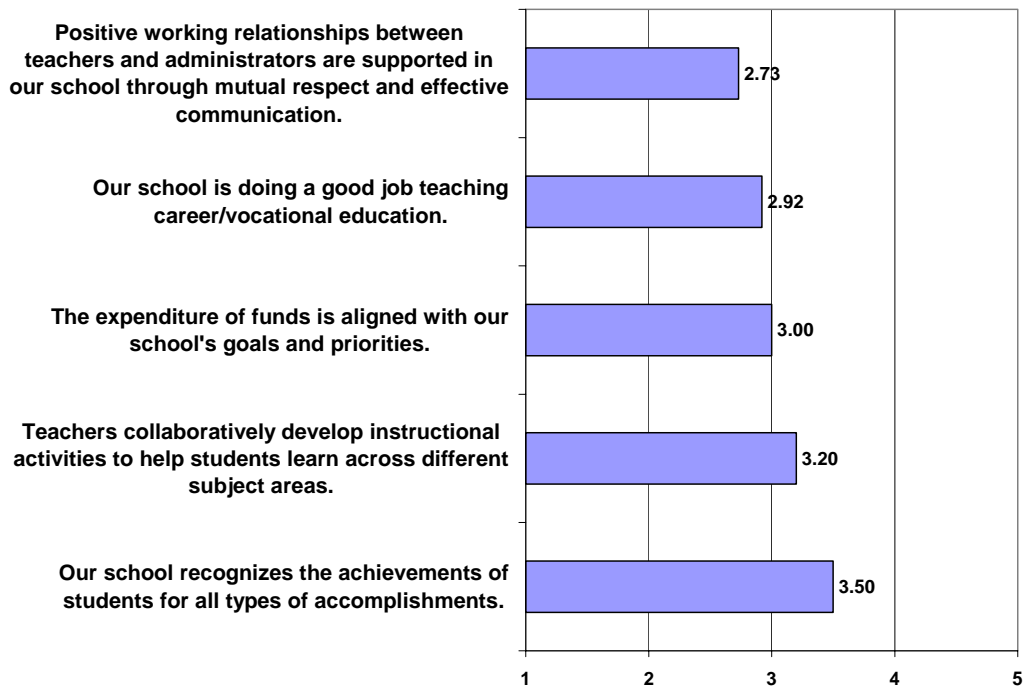 Positive working relationships between
teachers and administrators are supported in
our school through mutual respect and effective
communication.
2.73
Our school is doing a good job teaching
career/vocational education.
2.92
The expenditure of funds is aligned with our
school's goals and priorities.
3.00
Teachers collaboratively develop instructional
activities to help students learn across different
subject areas.
3.20
Our school recognizes the achievements of
students for all types of accomplishments.
3.50
1 2 3 4 5